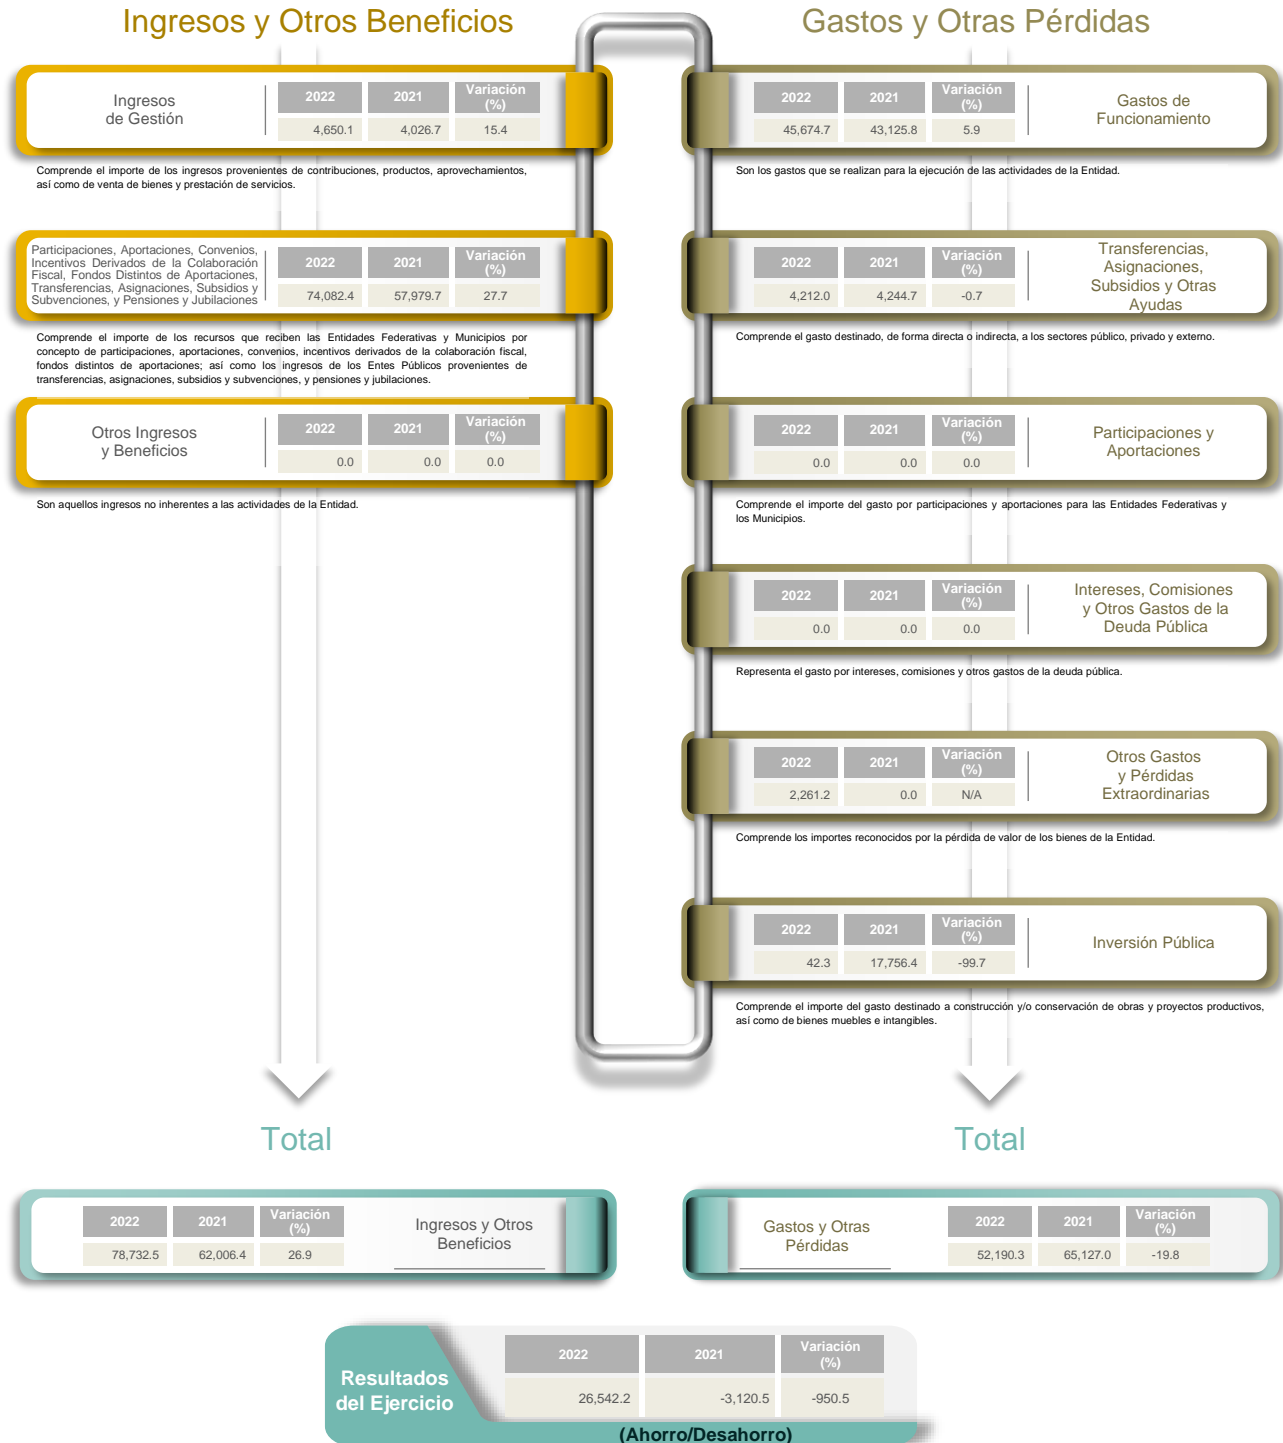 Ingresos y Otros Beneficios
Ingresos
de Gestión
2022 2021 Variación
(%)
4,650.1 4,026.7 15.4
Comprende el importe de los ingresos provenientes de contribuciones, productos, aprovechamientos,
así como de venta de bienes y prestación de servicios.
Participaciones, Aportaciones, Convenios,
Incentivos Derivados de la Colaboración
Fiscal, Fondos Distintos de Aportaciones,
Transferencias, Asignaciones, Subsidios y
Subvenciones, y Pensiones y Jubilaciones
2022 2021 Variación
(%)
74,082.4 57,979.7 27.7
Comprende el importe de los recursos que reciben las Entidades Federativas y Municipios por
concepto de participaciones, aportaciones, convenios, incentivos derivados de la colaboración fiscal,
fondos distintos de aportaciones; así como los ingresos de los Entes Públicos provenientes de
transferencias, asignaciones, subsidios y subvenciones, y pensiones y jubilaciones.
Otros Ingresos
y Beneficios
2022 2021 Variación
(%)
0.0 0.0 0.0
Son aquellos ingresos no inherentes a las actividades de la Entidad.
Total
2022 2021 Variación
(%)
78,732.5 62,006.4 26.9
Ingresos y Otros
Beneficios
Gastos y Otras Pérdidas
2022 2021 Variación
(%)
45,674.7 43,125.8 5.9
Gastos de
Funcionamiento
Son los gastos que se realizan para la ejecución de las actividades de la Entidad.
2022 2021 Variación
(%)
4,212.0 4,244.7 -0.7
Transferencias,
Asignaciones,
Subsidios y Otras
Ayudas
Comprende el gasto destinado, de forma directa o indirecta, a los sectores público, privado y externo.
2022 2021 Variación
(%)
0.0 0.0 0.0
Participaciones y
Aportaciones
Comprende el importe del gasto por participaciones y aportaciones para las Entidades Federativas y
los Municipios.
2022 2021 Variación
(%)
0.0 0.0 0.0
Intereses, Comisiones
y Otros Gastos de la
Deuda Pública
Representa el gasto por intereses, comisiones y otros gastos de la deuda pública.
2022 2021 Variación
(%)
2,261.2 0.0 N/A
Otros Gastos
y Pérdidas
Extraordinarias
Comprende los importes reconocidos por la pérdida de valor de los bienes de la Entidad.
2022 2021 Variación
(%)
42.3 17,756.4 -99.7
Inversión Pública
Comprende el importe del gasto destinado a construcción y/o conservación de obras y proyectos productivos,
así como de bienes muebles e intangibles.
Total
Gastos y Otras
Pérdidas
2022 2021 Variación
(%)
52,190.3 65,127.0 -19.8
Resultados
del Ejercicio
2022 2021 Variación
(%)
26,542.2 -3,120.5 -950.5
(Ahorro/Desahorro)